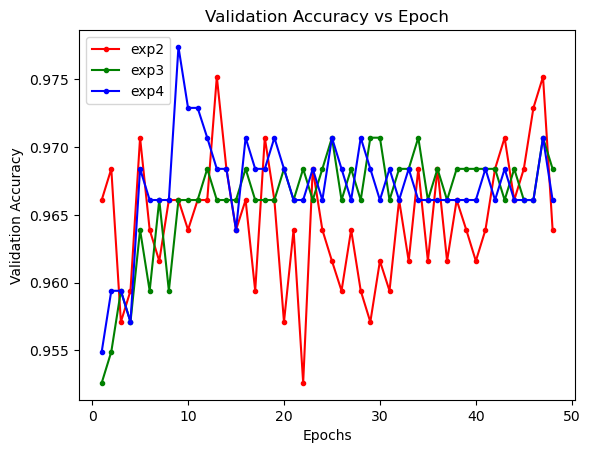 Validation Accuracy vs Epoch
exp2
exp3
exp4
0.975
0.970
0.965
0.960
0.955
Validation Accuracy
0 10 20 30 40 50
Epochs